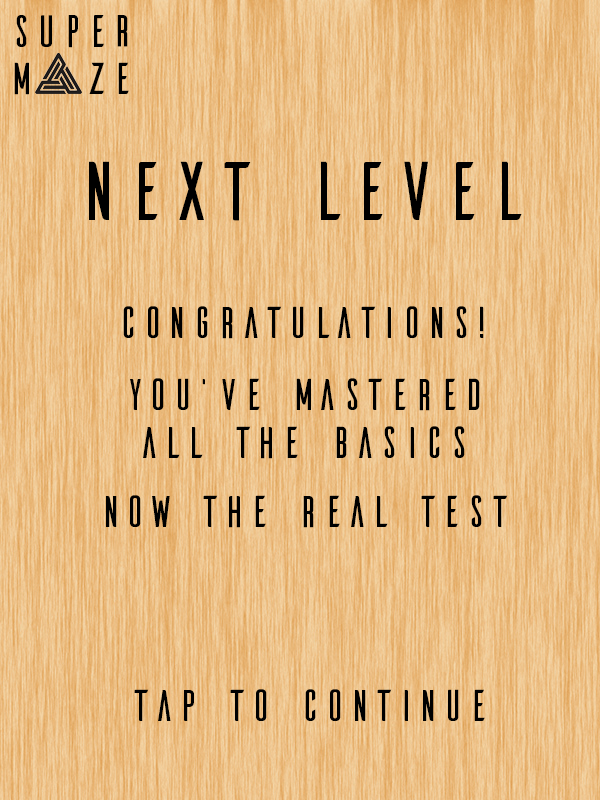 SUPER
MAZE
NEXT LEVEL
CONGRATULATIONS!
YOU'VE MASTERED
ALL THE BASICS
NOW THE REAL TEST
TAP TO CONTINUE